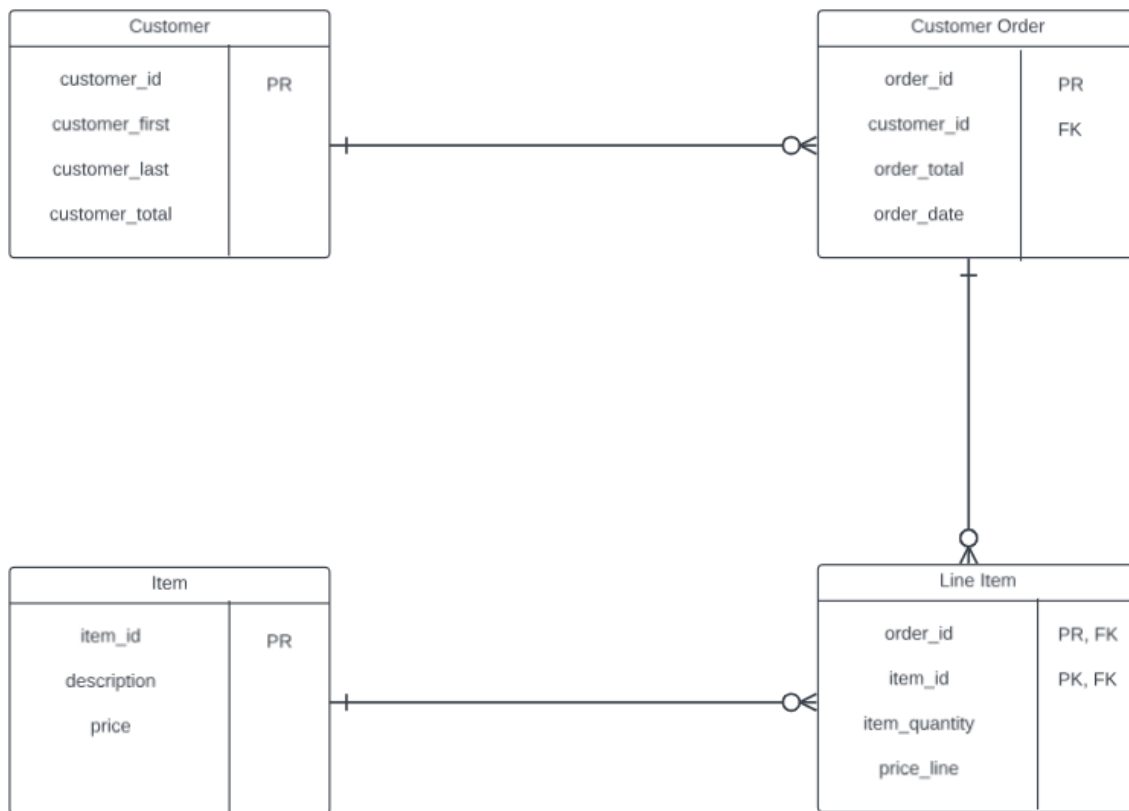 Customer
customer_id PR
customer_first
customer_last
customer_total
Customer Order
order_id PR
customer_id FK
order_total
order_date
Item
item_id PR
description
price
Line Item
order_id PR, FK
item_id PK, FK
item_quantity
price_line